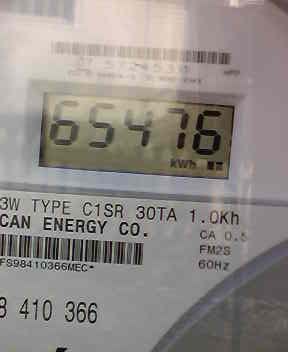 65476
kWh
3W TYPE C1SR 30TA 1.0Kh
CAN ENERGY CO.
CA 0.5
FM2S
60Hz
FS98410366MEC*
8 410 366